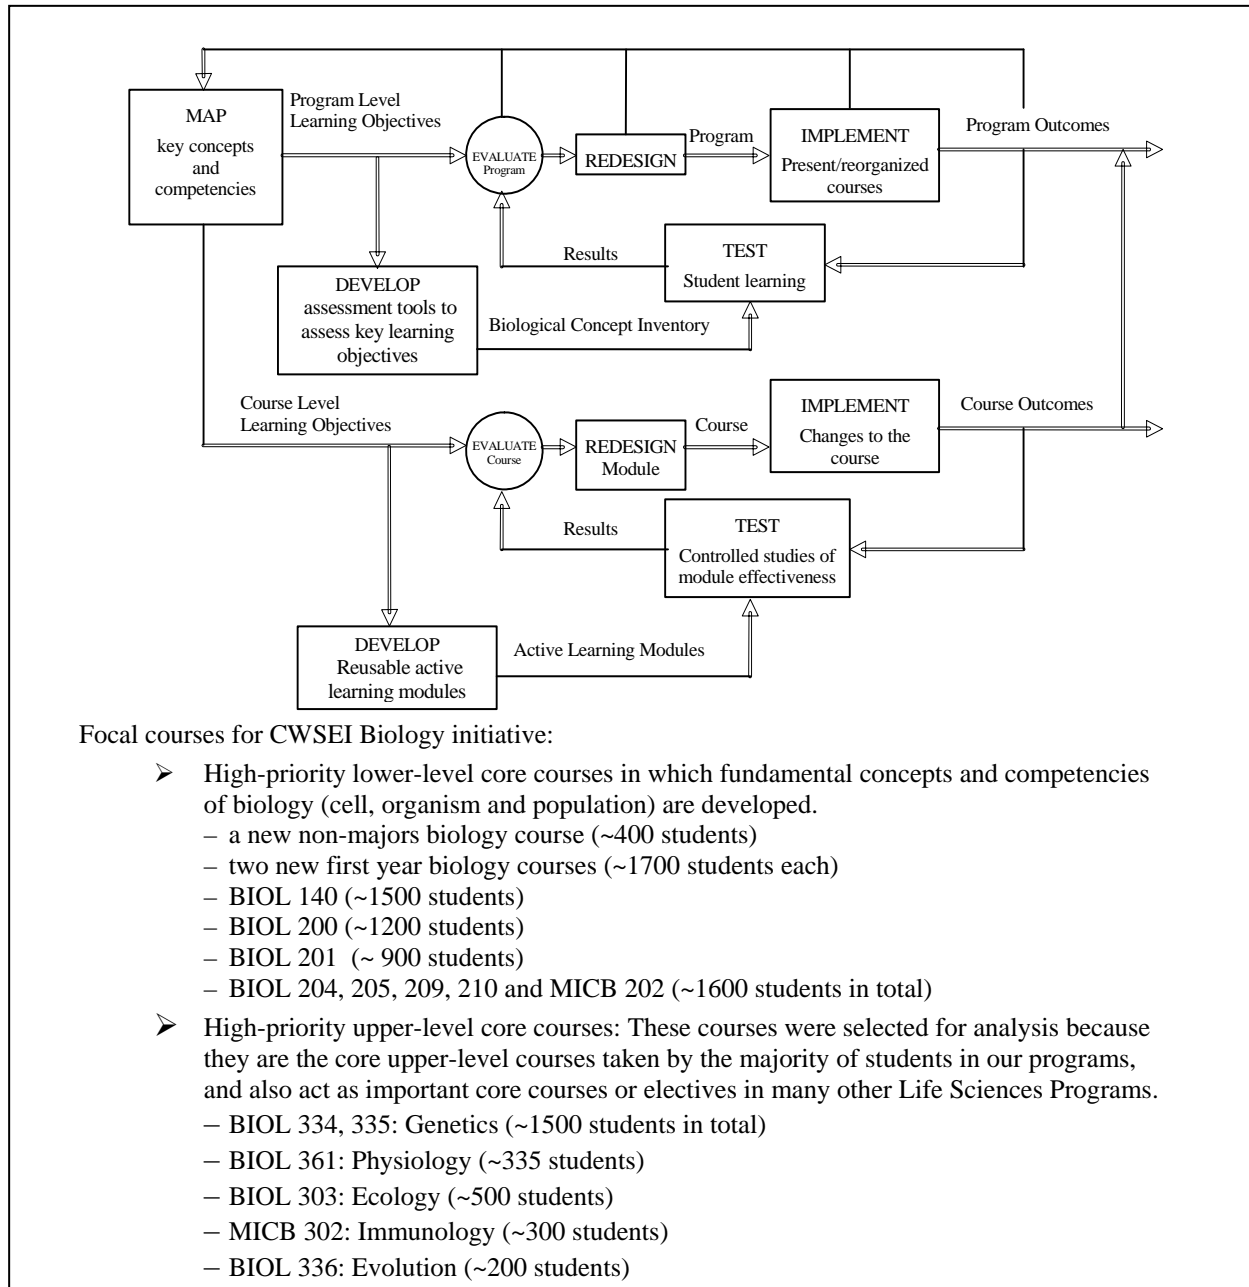 MAP
key concepts
and
competencies
Program Level
Learning Objectives
EVALUATE
Program
REDESIGN
Program
IMPLEMENT
Present/reorganized
courses
Program Outcomes
Results
TEST
Student learning
DEVELOP
assessment tools to
assess key learning
objectives
Biological Concept Inventory
Course Level
Learning Objectives
EVALUATE
Course
REDESIGN
Module
Course
IMPLEMENT
Changes to the
course
Course Outcomes
Results
TEST
Controlled studies of
module effectiveness
DEVELOP
Reusable active
learning modules
Active Learning Modules
Focal courses for CWSEI Biology initiative:
➢ High-priority lower-level core courses in which fundamental concepts and competencies
of biology (cell, organism and population) are developed.
– a new non-majors biology course (~400 students)
– two new first year biology courses (~1700 students each)
– BIOL 140 (~1500 students)
– BIOL 200 (~1200 students)
– BIOL 201 (~ 900 students)
– BIOL 204, 205, 209, 210 and MICB 202 (~1600 students in total)
➢ High-priority upper-level core courses: These courses were selected for analysis because
they are the core upper-level courses taken by the majority of students in our programs,
and also act as important core courses or electives in many other Life Sciences Programs.
– BIOL 334, 335: Genetics (~1500 students in total)
– BIOL 361: Physiology (~335 students)
– BIOL 303: Ecology (~500 students)
– MICB 302: Immunology (~300 students)
– BIOL 336: Evolution (~200 students)